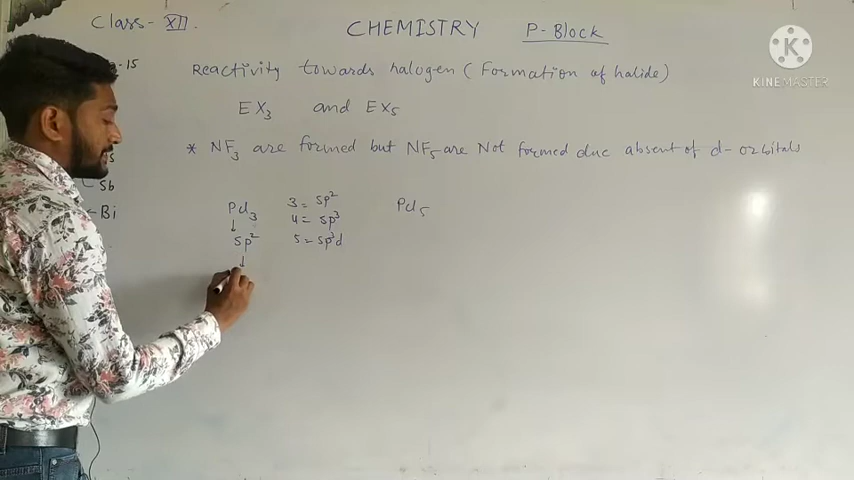 Class - XII. CHEMISTRY P-Block
-15
Reactivity towards halogen (Formation of halide)
EX3 and EX5
* NF3 are formed but NF5 are Not formed due absent of d-orbitals
Sb
Bi
Pcl3 3 = sp² Pcl5
↓ 4 = sp³
sp² 5 = sp³d
↓
KINEMASTER